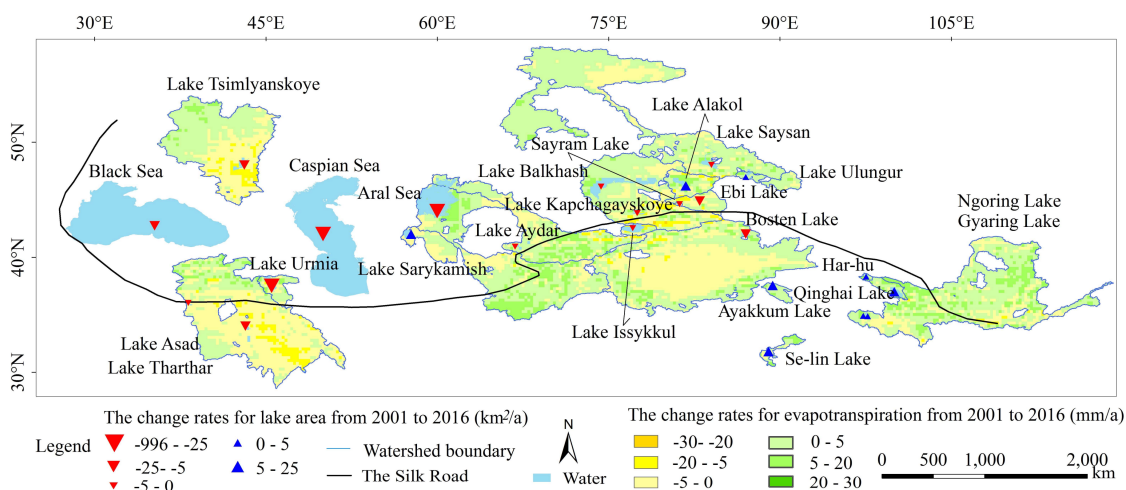 30°E 45°E 60°E 75°E 90°E 105°E
50°N
40°N
30°N
Lake Tsimlyanskoye
Black Sea
Caspian Sea
Aral Sea
Lake Urmia
Lake Asad
Lake Tharthar
Lake Sarykamish
Lake Aydar
Lake Balkhash
Lake Kapchagayskoye
Sayram Lake
Lake Alakol
Lake Saysan
Lake Ulungur
Ebi Lake
Bosten Lake
Lake Issykkul
Ngoring Lake
Gyaring Lake
Har-hu
Qinghai Lake
Ayakkum Lake
Se-lin Lake
The change rates for lake area from 2001 to 2016 (km²/a)
Legend
-996 - -25
-25- -5
-5 - 0
0 - 5
5 - 25
Watershed boundary
The Silk Road
N
Water
The change rates for evapotranspiration from 2001 to 2016 (mm/a)
-30- -20
-20 - -5
-5 - 0
0 - 5
5 - 20
20 - 30
0 500 1,000 2,000
km